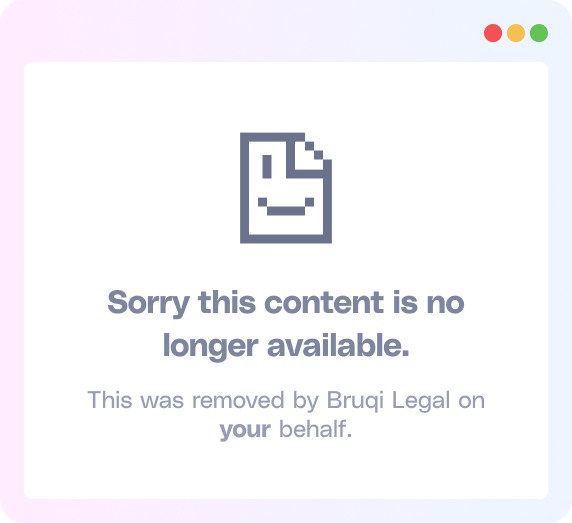 Sorry this content is no
longer available.
This was removed by Bruqi Legal on
your behalf.